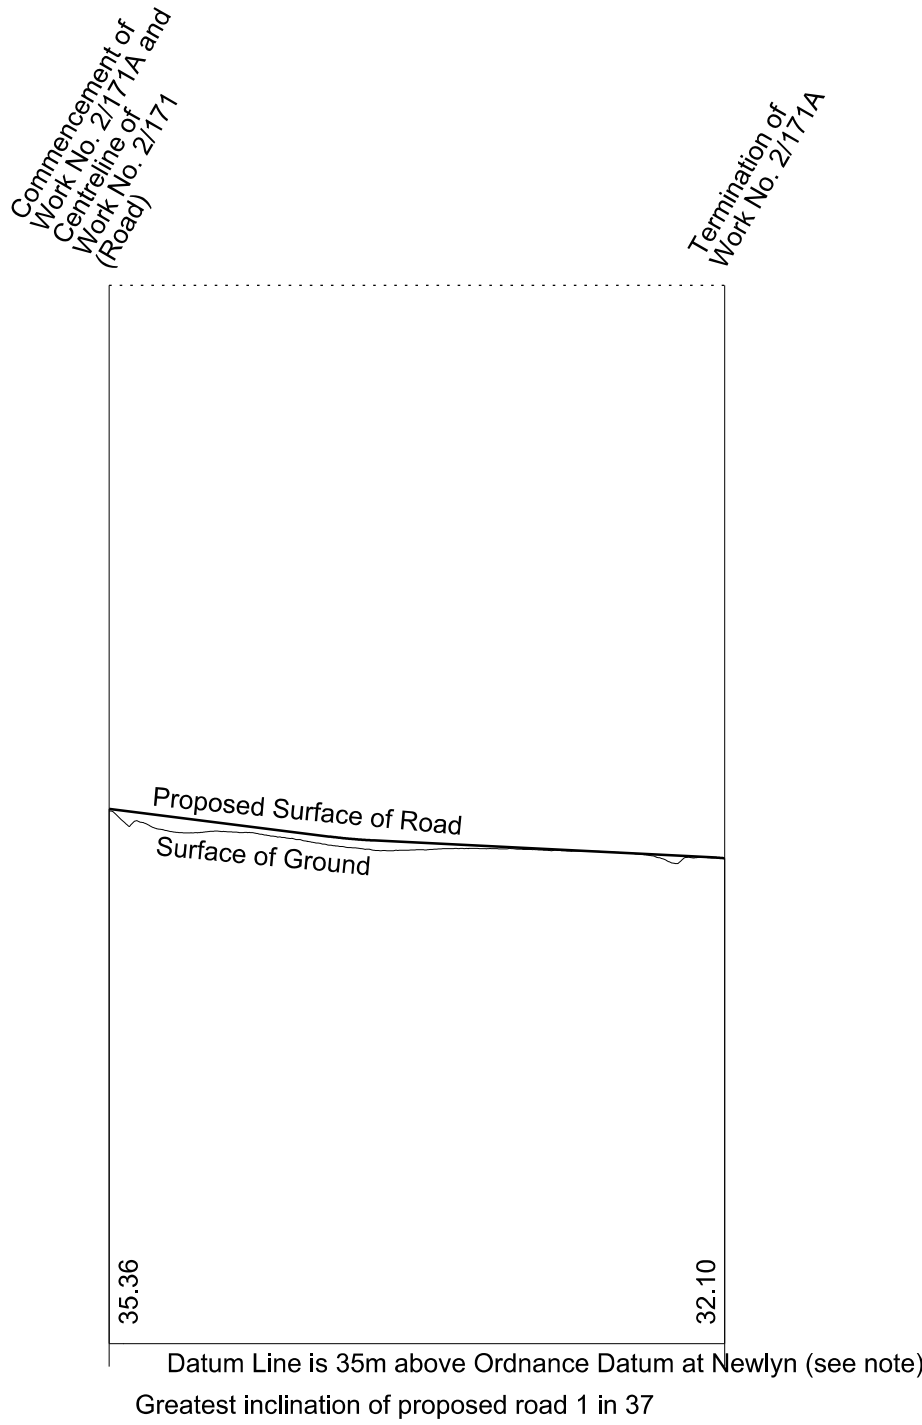 Commencement of
Work No. 2/171A and
Centreline of
Work No. 2/171
(Road)
Termination of
Work No. 2/171A
Proposed Surface of Road
Surface of Ground
35.36
32.10
Datum Line is 35m above Ordnance Datum at Newlyn (see note)
Greatest inclination of proposed road 1 in 37